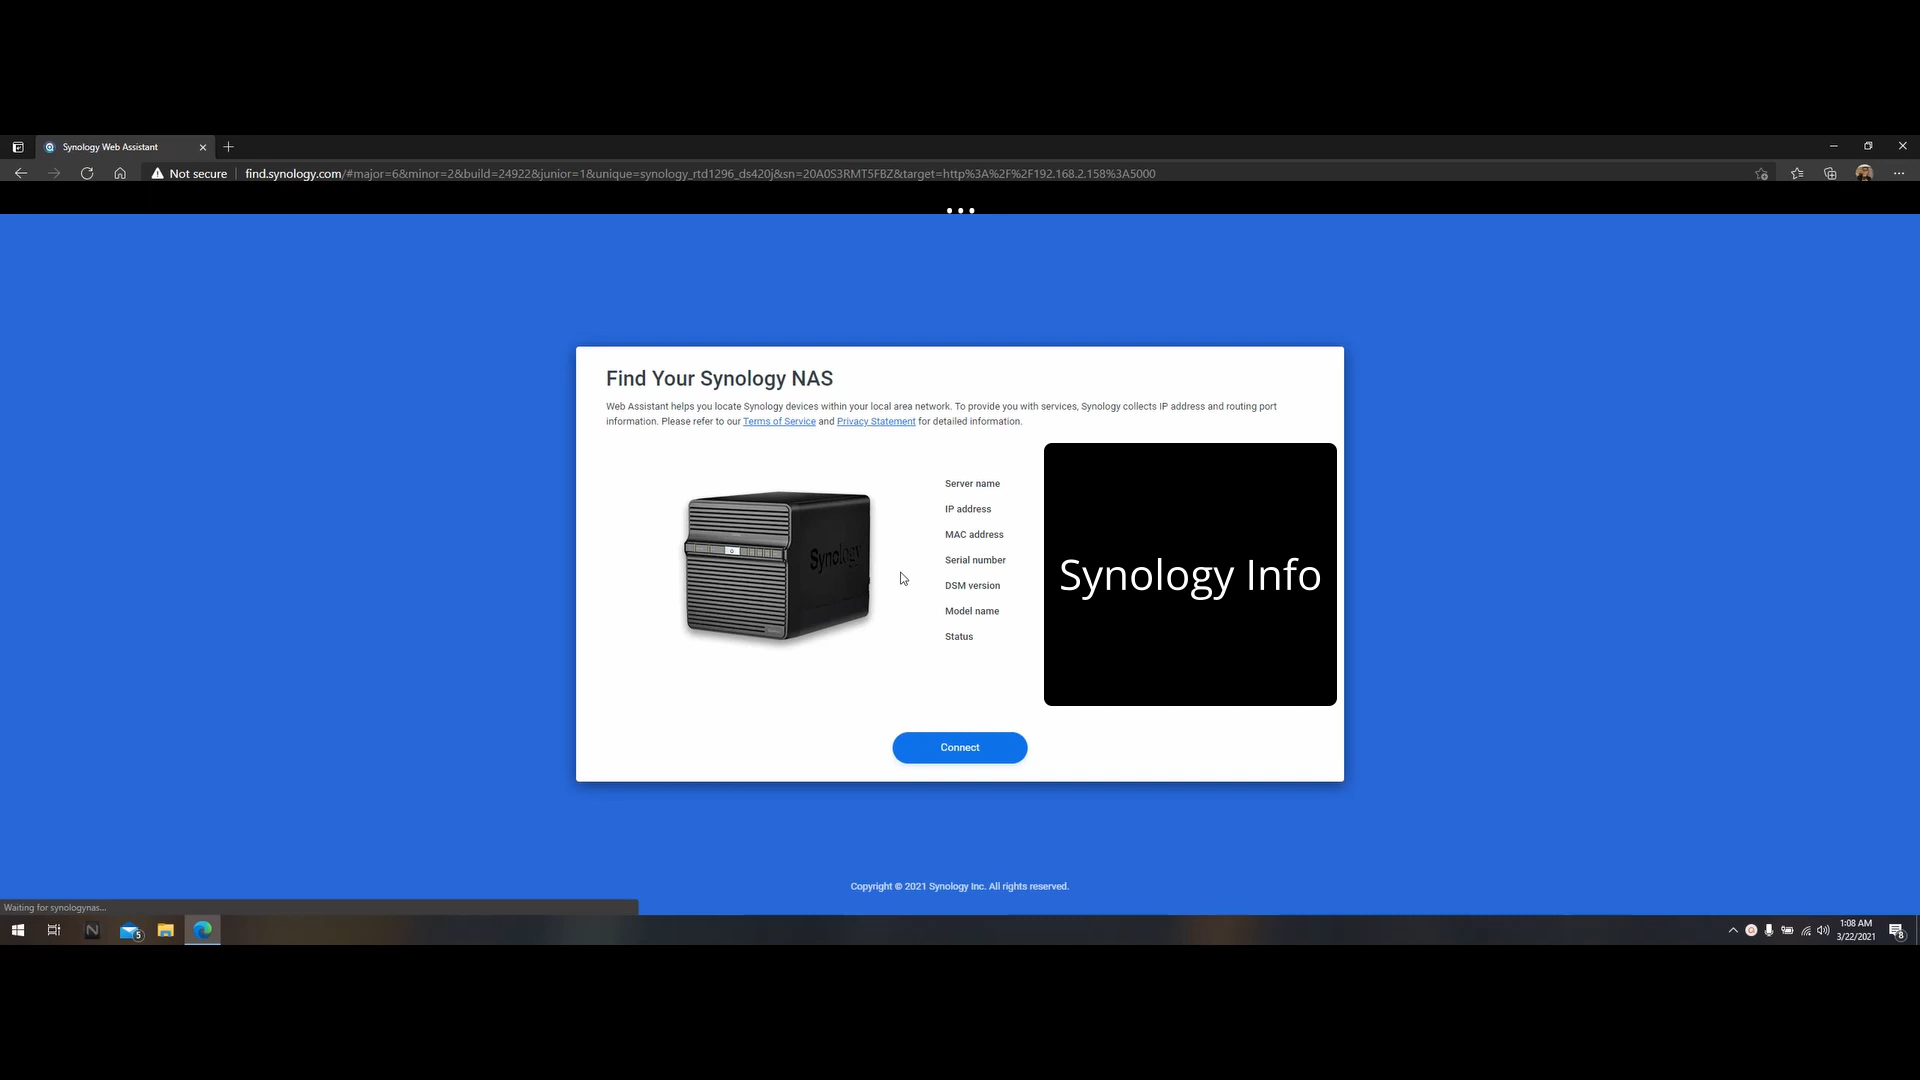 Synology Web Assistant
Not secure
find.synology.com/#major=6&minor=2&build=24922&junior=1&unique=synology_rtd1296_ds420j&sn=20A0S3RMT5FBZ&target=http%3A%2F%2F192.168.2.158%3A5000
Find Your Synology NAS
Web Assistant helps you locate Synology devices within your local area network. To provide you with services, Synology collects IP address and routing port
information. Please refer to our Terms of Service and Privacy Statement for detailed information.
Synology
Server name
IP address
MAC address
Serial number
DSM version
Model name
Status
Synology Info
Connect
Copyright © 2021 Synology Inc. All rights reserved.
Waiting for synologynas...
5
1:08 AM
3/22/2021
8